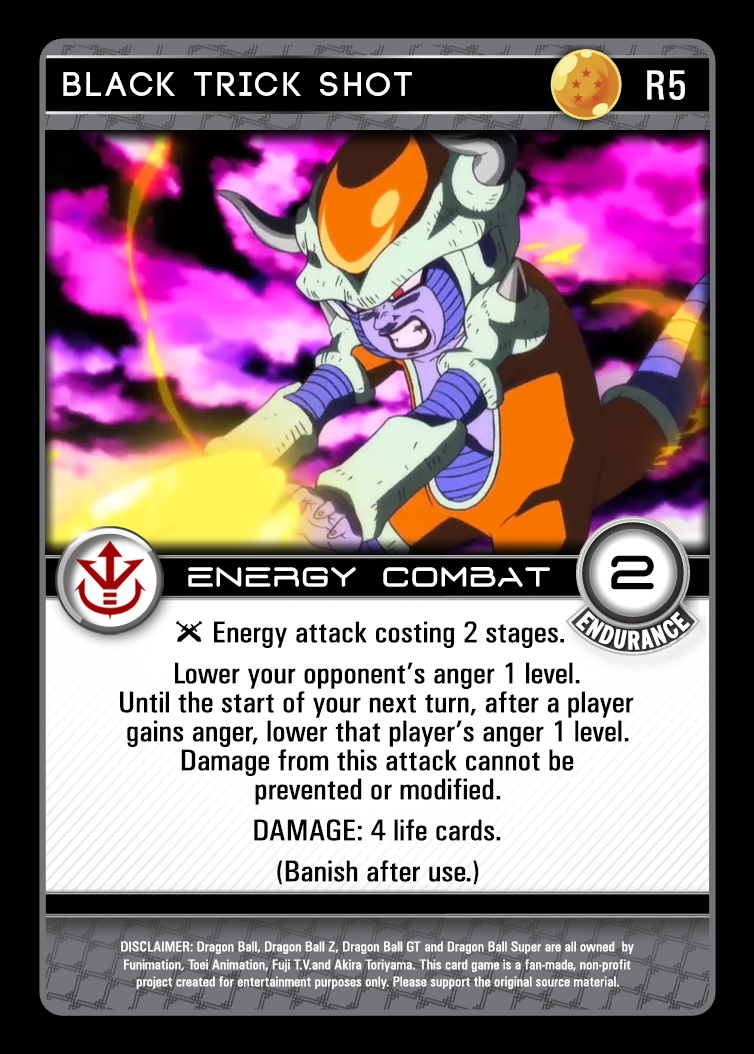 BLACK TRICK SHOT
R5
ENERGY COMBAT
2
ENDURANCE
Energy attack costing 2 stages.
Lower your opponent's anger 1 level.
Until the start of your next turn, after a player
gains anger, lower that player's anger 1 level.
Damage from this attack cannot be
prevented or modified.
DAMAGE: 4 life cards.
(Banish after use.)
DISCLAIMER: Dragon Ball, Dragon Ball Z, Dragon Ball GT and Dragon Ball Super are all owned by
Funimation, Toei Animation, Fuji T.V.and Akira Toriyama. This card game is a fan-made, non-profit
project created for entertainment purposes only. Please support the original source material.